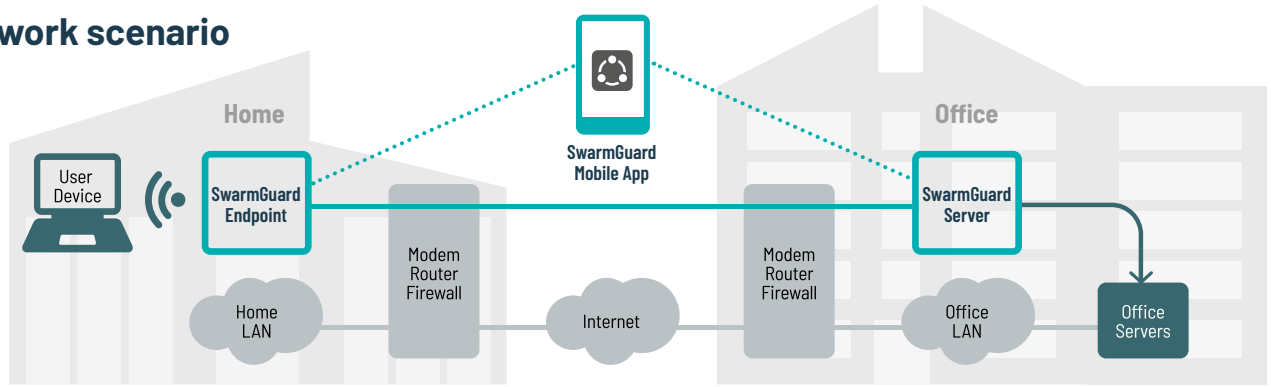 work scenario
Home
Office
SwarmGuard
Mobile App
User
Device
SwarmGuard
Endpoint
SwarmGuard
Server
Modem
Router
Firewall
Modem
Router
Firewall
Home
LAN
Internet
Office
LAN
Office
Servers